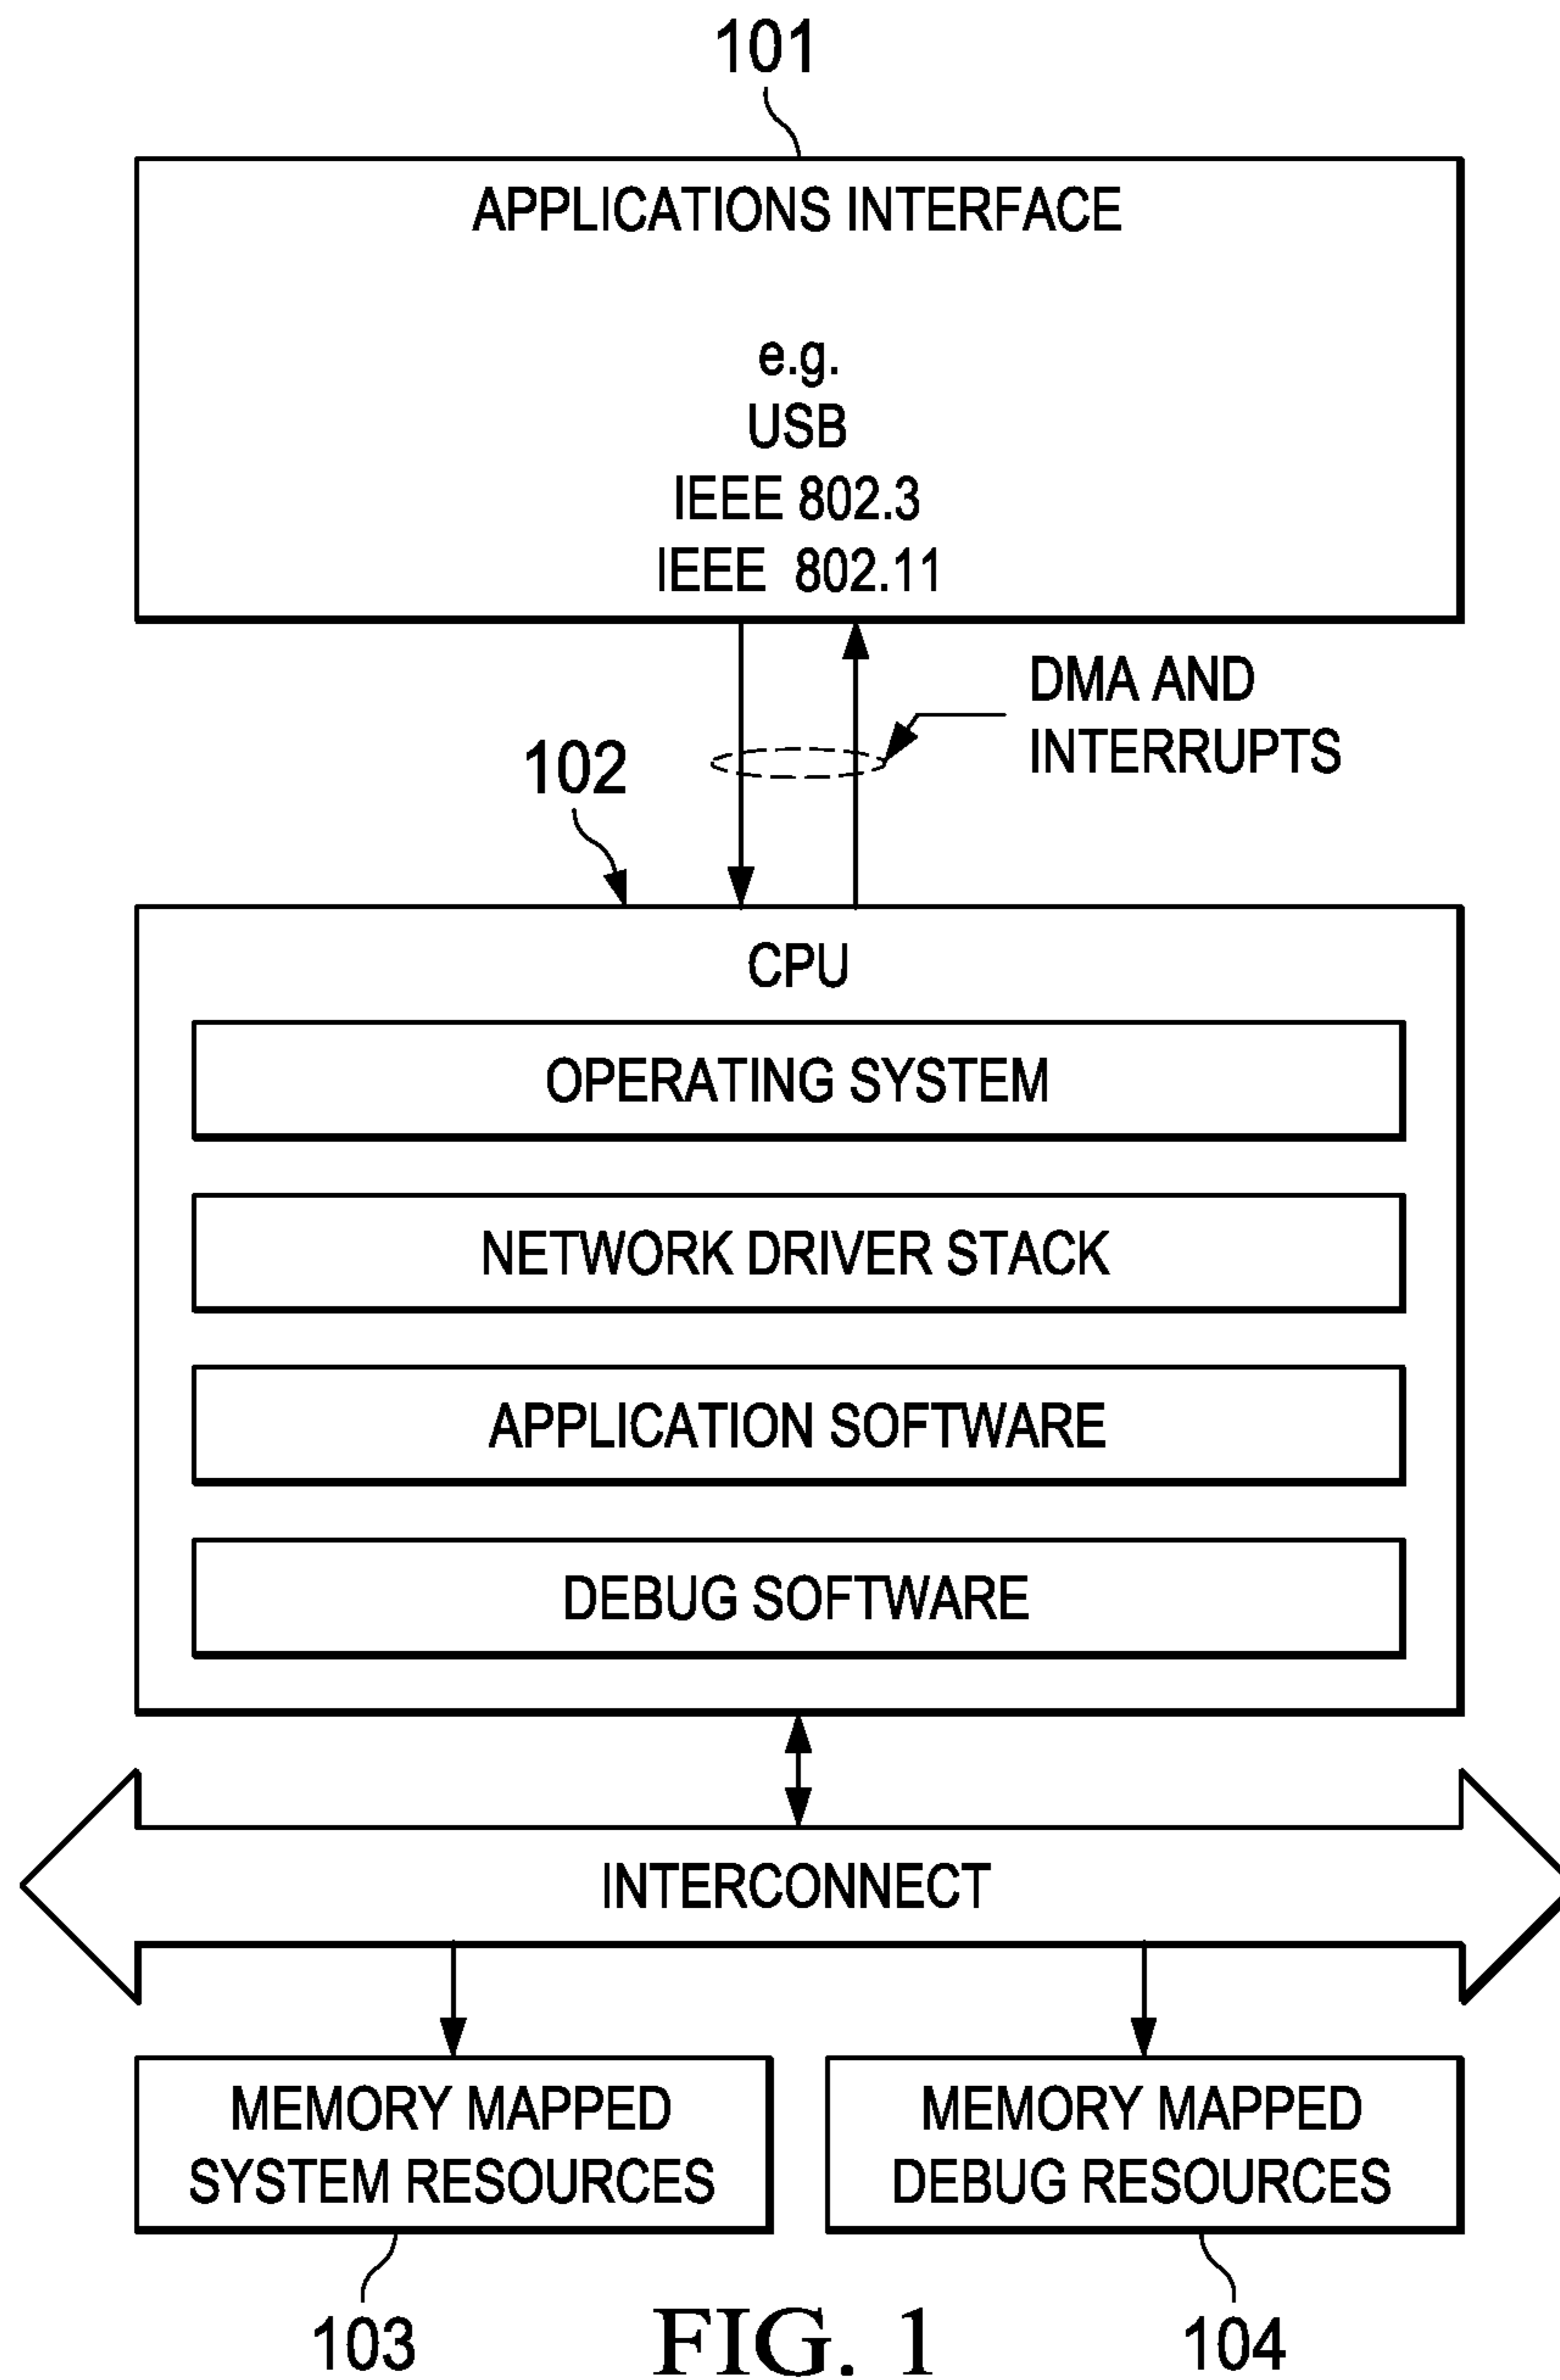 101
APPLICATIONS INTERFACE
e.g.
USB
IEEE 802.3
IEEE 802.11
DMA AND
INTERRUPTS
102
CPU
OPERATING SYSTEM
NETWORK DRIVER STACK
APPLICATION SOFTWARE
DEBUG SOFTWARE
INTERCONNECT
MEMORY MAPPED
SYSTEM RESOURCES
MEMORY MAPPED
DEBUG RESOURCES
103
104
FIG. 1